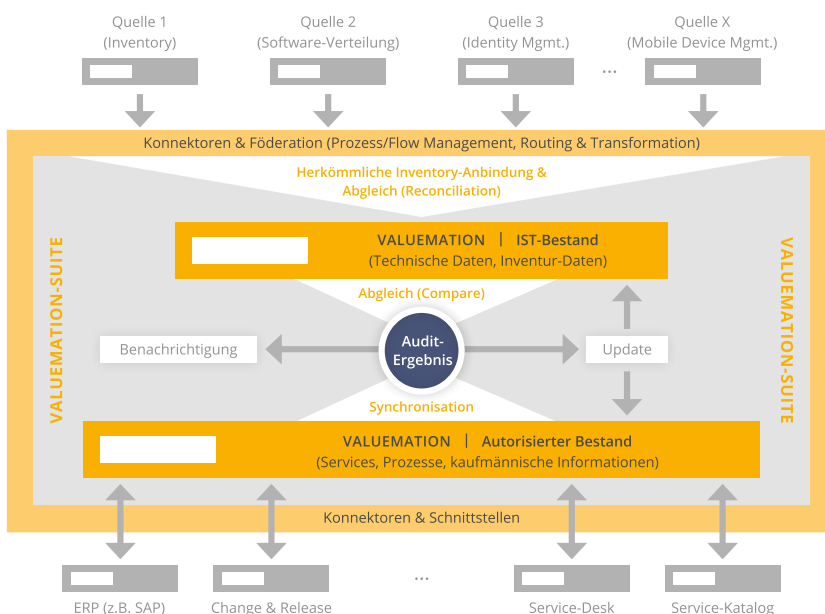 Quelle 1
(Inventory)
Quelle 2
(Software-Verteilung)
Quelle 3
(Identity Mgmt.)
...
Quelle X
(Mobile Device Mgmt.)
Konnektoren & Föderation (Prozess/Flow Management, Routing & Transformation)
Herkömmliche Inventory-Anbindung &
Abgleich (Reconciliation)
VALUEMATION-SUITE
VALUEMATION | IST-Bestand
(Technische Daten, Inventur-Daten)
Abgleich (Compare)
Benachrichtigung
Audit-
Ergebnis
Update
VALUEMATION-SUITE
Synchronisation
VALUEMATION | Autorisierter Bestand
(Services, Prozesse, kaufmännische Informationen)
Konnektoren & Schnittstellen
ERP (z.B. SAP)
Change & Release
...
Service-Desk
Service-Katalog